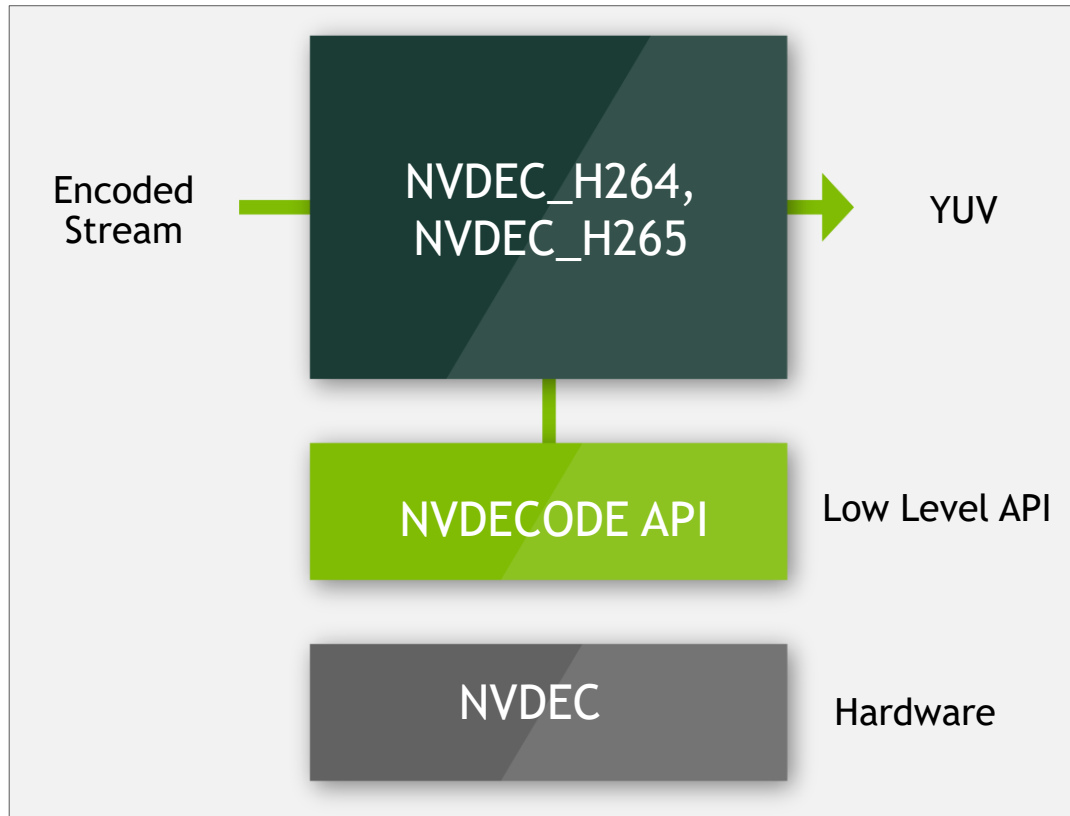 Encoded
Stream
NVDEC_H264,
NVDEC_H265
YUV
NVDECODE API
Low Level API
NVDEC
Hardware